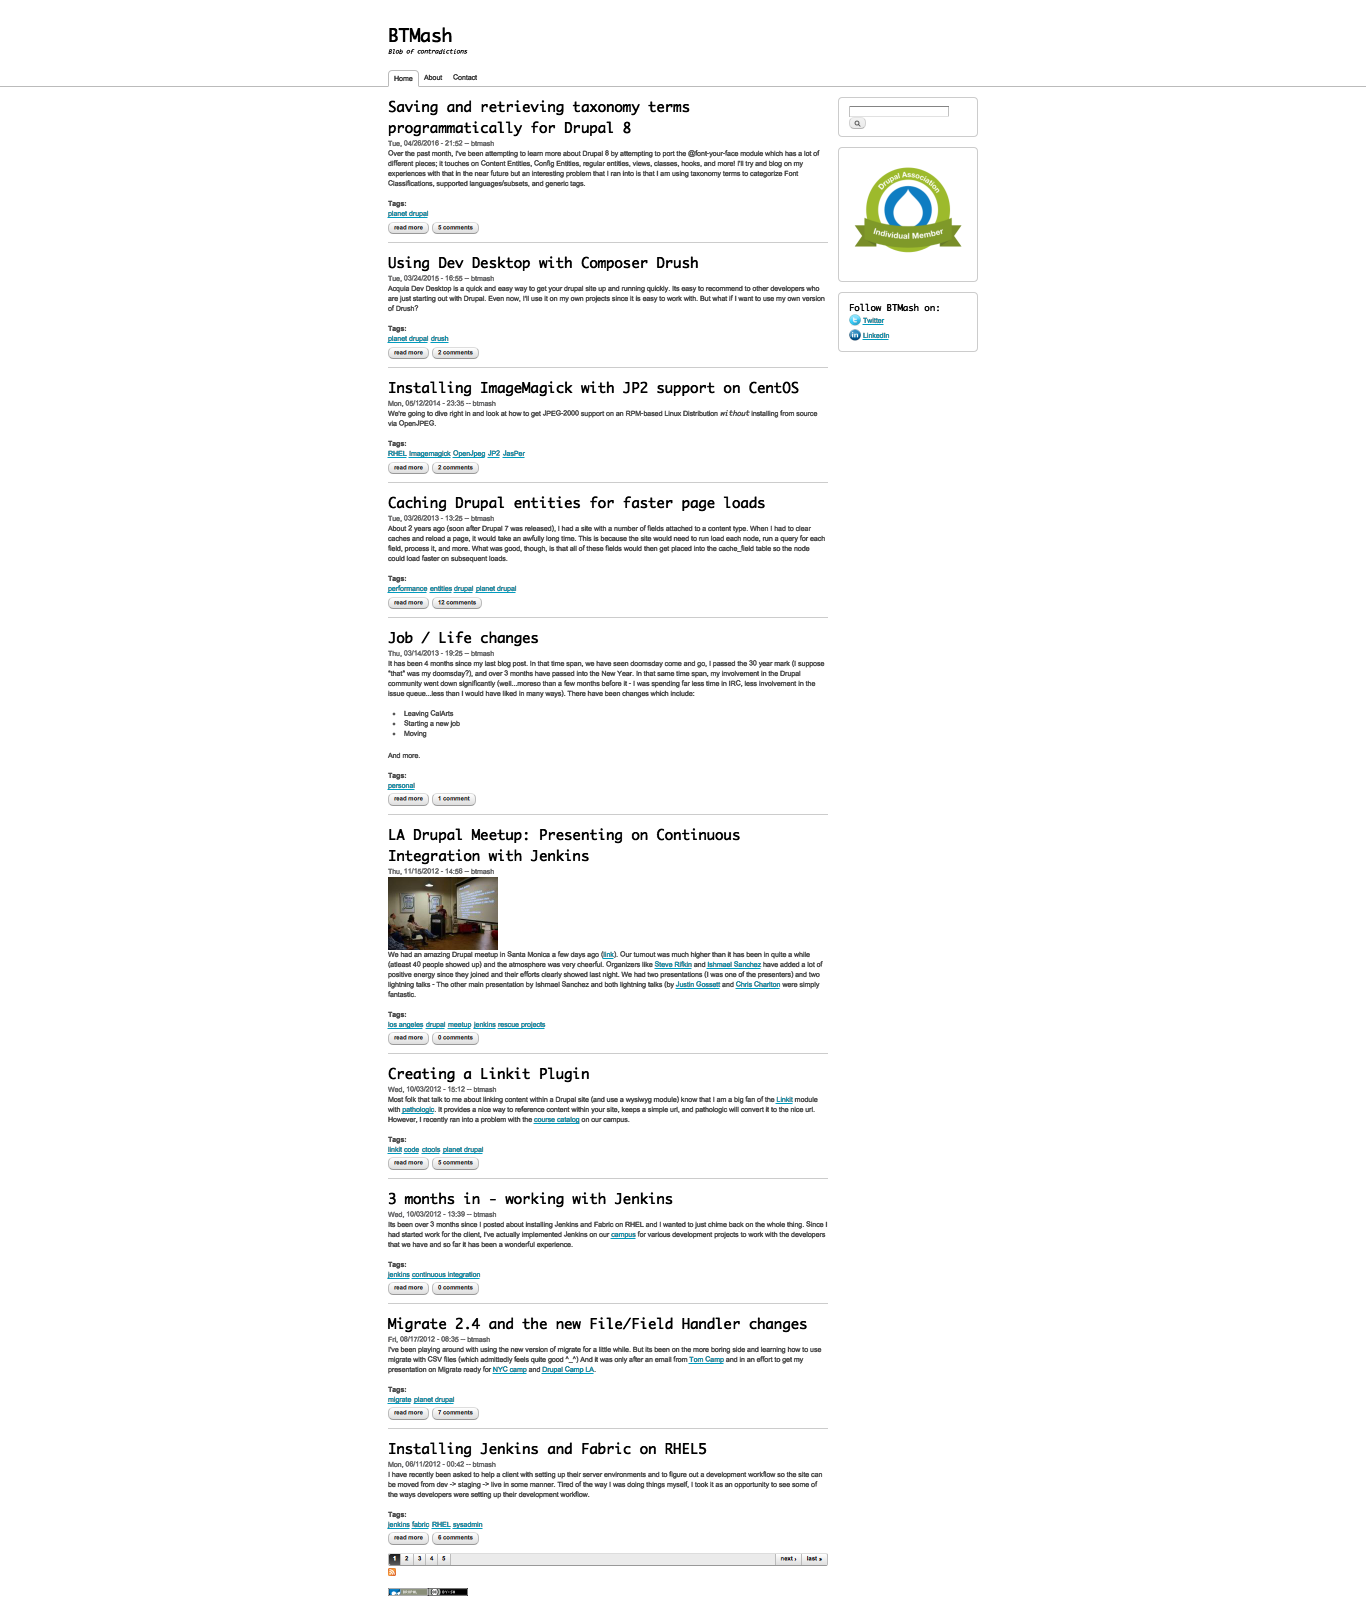 BTMash
Blob of contradictions
Home About Contact
Saving and retrieving taxonomy terms
programmatically for Drupal 8
Tue, 04/26/2016 - 21:52 -- btmash
Over the past month, I've been attempting to learn more about Drupal 8 by attempting to port the @font-your-face module which has a lot of
different pieces; it touches on Content Entities, Config Entities, regular entities, views, classes, hooks, and more! I'll try and blog on my
experiences with that in the near future but an interesting problem that I ran into is that I am using taxonomy terms to categorize Font
Classifications, supported languages/subsets, and generic tags.
Tags:
planet drupal
read more 5 comments
Using Dev Desktop with Composer Drush
Tue, 03/24/2015 - 16:55 -- btmash
Acquia Dev Desktop is a quick and easy way to get your drupal site up and running quickly. Its easy to recommend to other developers who
are just starting out with Drupal. Even now, I'll use it on my own projects since it is easy to work with. But what if I want to use my own version
of Drush?
Tags:
planet drupal drush
read more 2 comments
Installing ImageMagick with JP2 support on CentOS
Mon, 05/12/2014 - 23:35 -- btmash
We're going to dive right in and look at how to get JPEG-2000 support on an RPM-based Linux Distribution without installing from source
via OpenJPEG.
Tags:
RHEL Imagemagick OpenJpeg JP2 JasPer
read more 2 comments
Caching Drupal entities for faster page loads
Tue, 03/26/2013 - 13:25 -- btmash
About 2 years ago (soon after Drupal 7 was released), I had a site with a number of fields attached to a content type. When I had to clear
caches and reload a page, it would take an awfully long time. This is because the site would need to run load each node, run a query for each
field, process it, and more. What was good, though, is that all of these fields would then get placed into the cache_field table so the node
could load faster on subsequent loads.
Tags:
performance entities drupal planet drupal
read more 12 comments
Job / Life changes
Thu, 03/14/2013 - 19:25 -- btmash
It has been 4 months since my last blog post. In that time span, we have seen doomsday come and go, I passed the 30 year mark (I suppose
"that" was my doomsday?), and over 3 months have passed into the New Year. In that same time span, my involvement in the Drupal
community went down significantly (well...moreso than a few months before it - I was spending far less time in IRC, less involvement in the
issue queue...less than I would have liked in many ways). There have been changes which include:
• Leaving CalArts
• Starting a new job
• Moving
And more.
Tags:
personal
read more 1 comment
LA Drupal Meetup: Presenting on Continuous
Integration with Jenkins
Thu, 11/15/2012 - 14:56 -- btmash
We had an amazing Drupal meetup in Santa Monica a few days ago (link). Our turnout was much higher than it has been in quite a while
(atleast 40 people showed up) and the atmosphere was very cheerful. Organizers like Steve Rifkin and Ishmael Sanchez have added a lot of
positive energy since they joined and their efforts clearly showed last night. We had two presentations (I was one of the presenters) and two
lightning talks - The other main presentation by Ishmael Sanchez and both lightning talks (by Justin Gossett and Chris Charlton were simply
fantastic.
Tags:
los angeles drupal meetup jenkins rescue projects
read more 0 comments
Creating a Linkit Plugin
Wed, 10/03/2012 - 15:12 -- btmash
Most folk that talk to me about linking content within a Drupal site (and use a wysiwyg module) know that I am a big fan of the Linkit module
with pathologic. It provides a nice way to reference content within your site, keeps a simple url, and pathologic will convert it to the nice url.
However, I recently ran into a problem with the course catalog on our campus.
Tags:
linkit code ctools planet drupal
read more 5 comments
3 months in - working with Jenkins
Wed, 10/03/2012 - 13:39 -- btmash
Its been over 3 months since I posted about installing Jenkins and Fabric on RHEL and I wanted to just chime back on the whole thing. Since I
had started work for the client, I've actually implemented Jenkins on our campus for various development projects to work with the developers
that we have and so far it has been a wonderful experience.
Tags:
jenkins continuous integration
read more 0 comments
Migrate 2.4 and the new File/Field Handler changes
Fri, 08/17/2012 - 08:35 -- btmash
I've been playing around with using the new version of migrate for a little while. But its been on the more boring side and learning how to use
migrate with CSV files (which admittedly feels quite good ^_^) And it was only after an email from Tom Camp and in an effort to get my
presentation on Migrate ready for NYC camp and Drupal Camp LA.
Tags:
migrate planet drupal
read more 7 comments
Installing Jenkins and Fabric on RHEL5
Mon, 06/11/2012 - 00:42 -- btmash
I have recently been asked to help a client with setting up their server environments and to figure out a development workflow so the site can
be moved from dev -> staging -> live in some manner. Tired of the way I was doing things myself, I took it as an opportunity to see some of
the ways developers were setting up their development workflow.
Tags:
jenkins fabric RHEL sysadmin
read more 6 comments
1 2 3 4 5 next › last »
Drupal Association
Individual Member
Follow BTMash on:
Twitter
LinkedIn